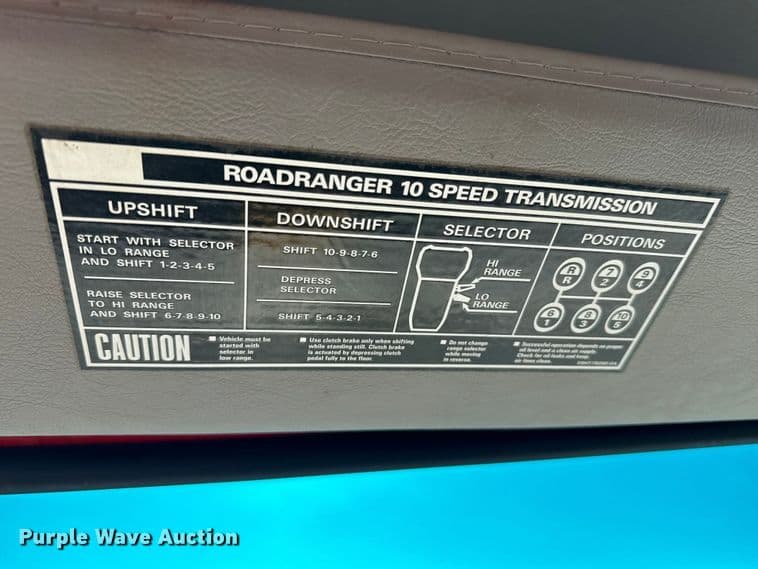 ROADRANGER 10 SPEED TRANSMISSION
UPSHIFT
START WITH SELECTOR
IN LO RANGE
AND SHIFT 1-2-3-4-5
RAISE SELECTOR
TO HI RANGE
AND SHIFT 6-7-8-9-10
DOWNSHIFT
SHIFT 10-9-8-7-6
DEPRESS
SELECTOR
SHIFT 5-4-3-2-1
SELECTOR
HI
RANGE
LO
RANGE
POSITIONS
R 7 9
R 2 4
6 8 10
1 3 5
CAUTION
Vehicle must be
started with
selector in
low range.
Use clutch brake only when shifting
while standing still. Clutch brake
is activated by depressing clutch
pedal fully to the floor.
Do not change
range selector
while moving
in reverse.
Successful operation depends on proper
oil level and a clean air supply.
Check for oil leaks and keep
air lines clean.
Purple Wave Auction